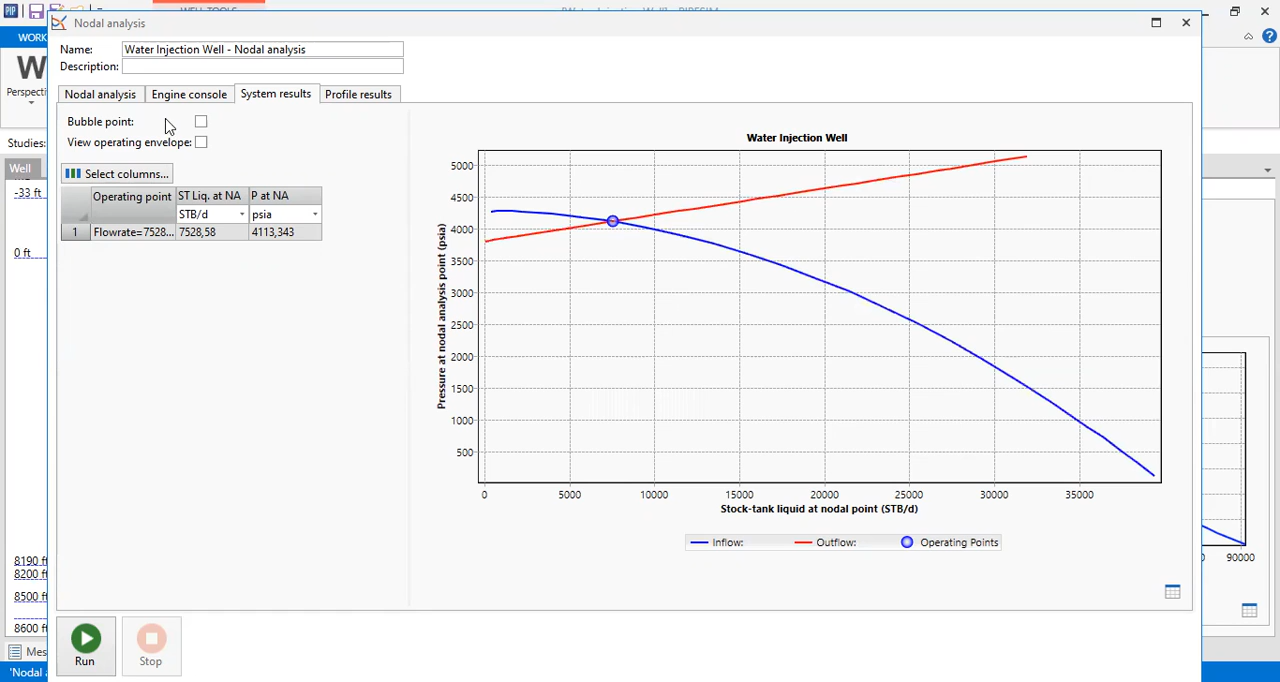 PIP
Nodal analysis
WORK
Name: Water Injection Well - Nodal analysis
Description:
Perspecti
Nodal analysis Engine console System results Profile results
Bubble point:
View operating envelope:
Studies:
Well
Select columns...
-33 ft
Operating point ST Liq. at NA P at NA
STB/d psia
1 Flowrate=7528... 7528,58 4113,343
0 ft
Water Injection Well
Pressure at nodal analysis point (psia)
5000
4500
4000
3500
3000
2500
2000
1500
1000
500
0 5000 10000 15000 20000 25000 30000 35000
Stock-tank liquid at nodal point (STB/d)
Inflow: Outflow: Operating Points
90000
8190 ft
8200 ft
8500 ft
8600 ft
Mes
Run Stop
'Nodal a